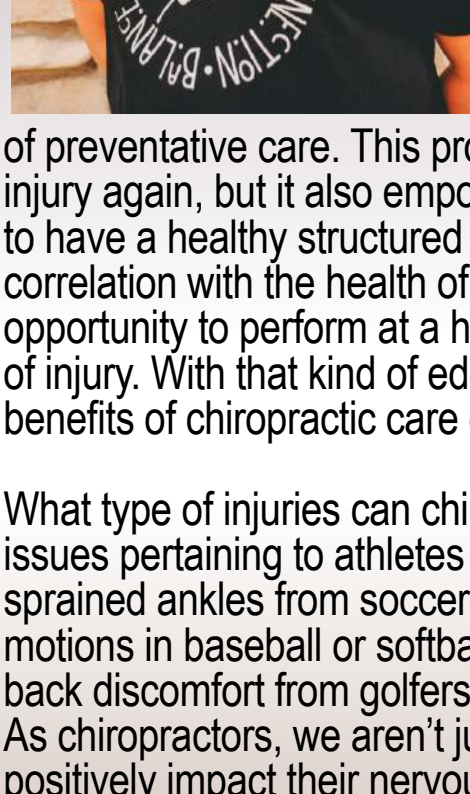 NECTION · BALANCE
of preventative care. This pro
injury again, but it also empo
to have a healthy structured
correlation with the health of
opportunity to perform at a h
of injury. With that kind of ed
benefits of chiropractic care
What type of injuries can chi
issues pertaining to athletes
sprained ankles from soccer
motions in baseball or softba
back discomfort from golfers
As chiropractors, we aren't ju
positively impact their nervou